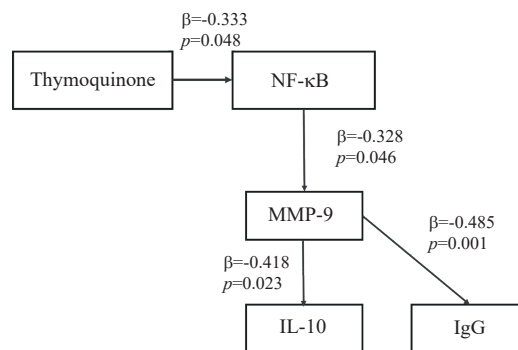 β=-0.333
p=0.048
Thymoquinone
NF-κB
β=-0.328
p=0.046
MMP-9
β=-0.485
p=0.001
β=-0.418
p=0.023
IL-10
IgG